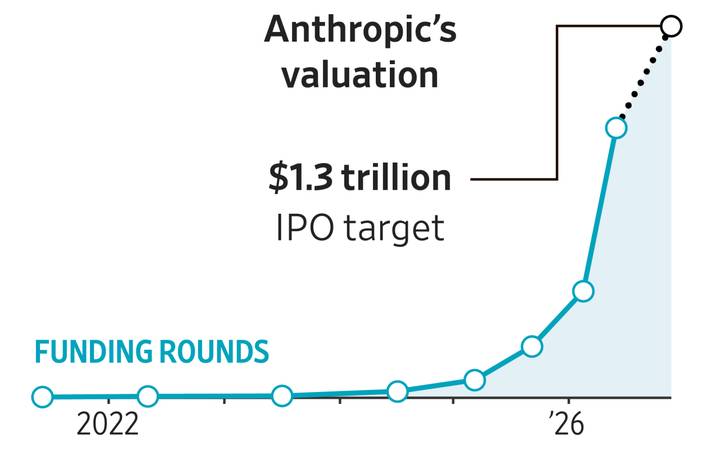 Anthropic’s
valuation
$1.3 trillion
IPO target
FUNDING ROUNDS
2022
’26